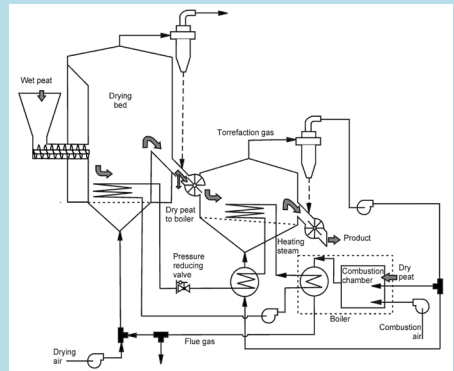 Wet peat
Drying
bed
Torrefaction gas
Dry peat
to boiler
Product
Heating
steam
Pressure
reducing
valve
Combustion
chamber
Dry
peat
Boiler
Combustion
air
Flue gas
Drying
air